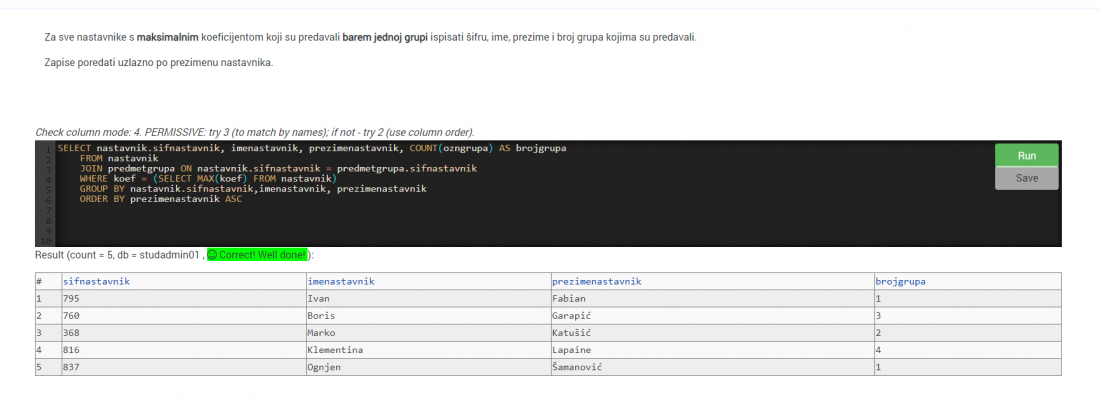 Za sve nastavnike s maksimalnim koeficijentom koji su predavali barem jednoj grupi ispisati šifru, ime, prezime i broj grupa kojima su predavali.
Zapise poredati uzlazno po prezimenu nastavnika.
Check column mode: 4. PERMISSIVE: try 3 (to match by names); if not - try 2 (use column order).
1 SELECT nastavnik.sifnastavnik, imenastavnik, prezimenastavnik, COUNT(ozngrupa) AS brojgrupa
2 FROM nastavnik
3 JOIN predmetgrupa ON nastavnik.sifnastavnik = predmetgrupa.sifnastavnik
4 WHERE koef = (SELECT MAX(koef) FROM nastavnik)
5 GROUP BY nastavnik.sifnastavnik,imenastavnik, prezimenastavnik
6 ORDER BY prezimenastavnik ASC
7
8
9
10
Run
Save
Result (count = 5, db = studadmin01 , Correct! Well done! ):
# sifnastavnik imenastavnik prezimenastavnik brojgrupa
1 795 Ivan Fabian 1
2 760 Boris Garapić 3
3 368 Marko Katušić 2
4 816 Klementina Lapaine 4
5 837 Ognjen Šamanović 1